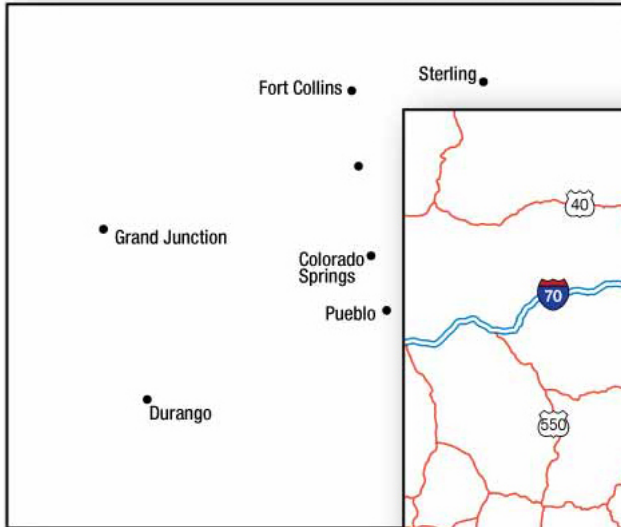 Sterling
Fort Collins
40
Grand Junction
Colorado
Springs
70
Pueblo
Durango
550